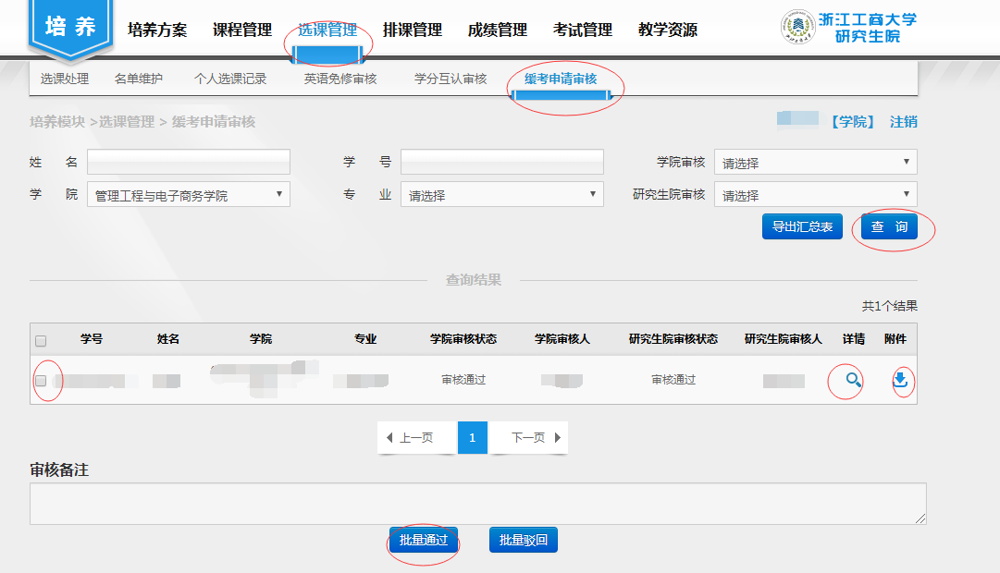 培 养
培养方案 课程管理 选课管理 排课管理 成绩管理 考试管理 教学资源
浙江工商大学
研究生院
选课处理 名单维护 个人选课记录 英语免修审核 学分互认审核 缓考申请审核
培养模块 >选课管理 > 缓考申请审核
【学院】 注销
姓 名 学 号 学院审核 请选择
学 院 管理工程与电子商务学院 专 业 请选择 研究生院审核 请选择
导出汇总表 查 询
查询结果
共1个结果
学号 姓名 学院 专业 学院审核状态 学院审核人 研究生院审核状态 研究生院审核人 详情 附件
审核通过 审核通过
上一页 1 下一页
审核备注
批量通过 批量驳回